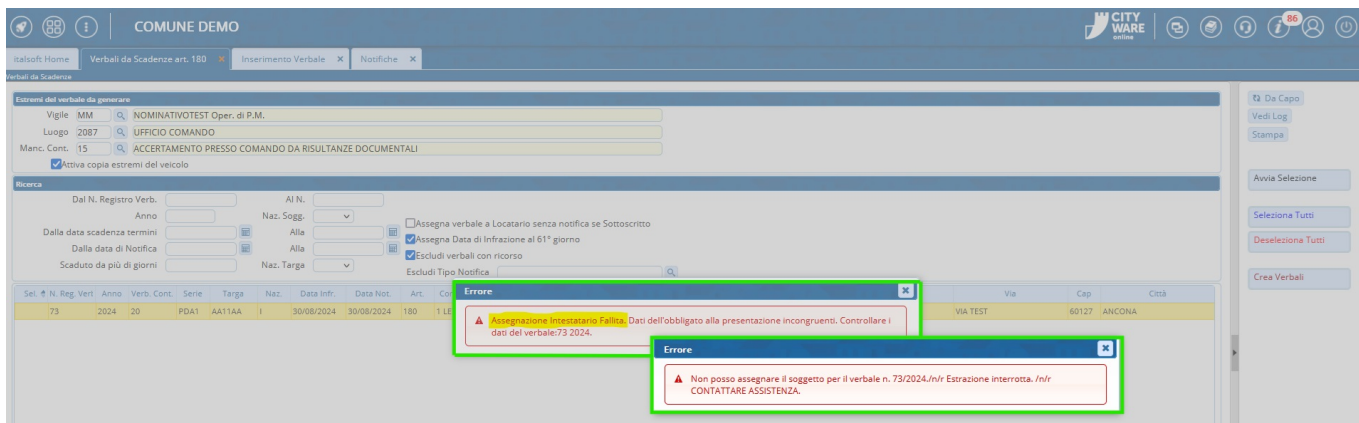 COMUNE DEMO
CITY
WARE
online
86
Italsoft Home
Verbali da Scadenze art. 180
Inserimento Verbale
Notifiche
Verbali da Scadenze
Estremi del verbale da generare
Vigile MM NOMINATIVOTEST Oper. di P.M.
Luogo 2087 UFFICIO COMANDO
Manc. Cont. 15 ACCERTAMENTO PRESSO COMANDO DA RISULTANZE DOCUMENTALI
Attiva copia estremi del veicolo
Ricerca
Dal N. Registro Verb. Al N.
Anno Naz. Sogg.
Assegna verbale a Locatario senza notifica se Sottoscritto
Dalla data scadenza termini Alla
Assegna Data di Infrazione al 61° giorno
Dalla data di Notifica Alla
Escludi verbali con ricorso
Scaduto da più di giorni Naz. Targa
Escludi Tipo Notifica
Sel. N. Reg. Vert Anno Verb. Cont. Serie Targa Naz. Data Infr. Data Not. Art. Via Cap Città
73 2024 20 PDA1 AA11AA I 30/08/2024 30/08/2024 180 1 LE VIA TEST 60127 ANCONA
Errore
Assegnazione Intestatario Fallita. Dati dell'obbligato alla presentazione incongruenti. Controllare i
dati del verbale:73 2024.
Errore
Non posso assegnare il soggetto per il verbale n. 73/2024./n/r Estrazione interrotta. /n/r
CONTATTARE ASSISTENZA.
Da Capo
Vedi Log
Stampa
Avvia Selezione
Seleziona Tutti
Deseleziona Tutti
Crea Verbali